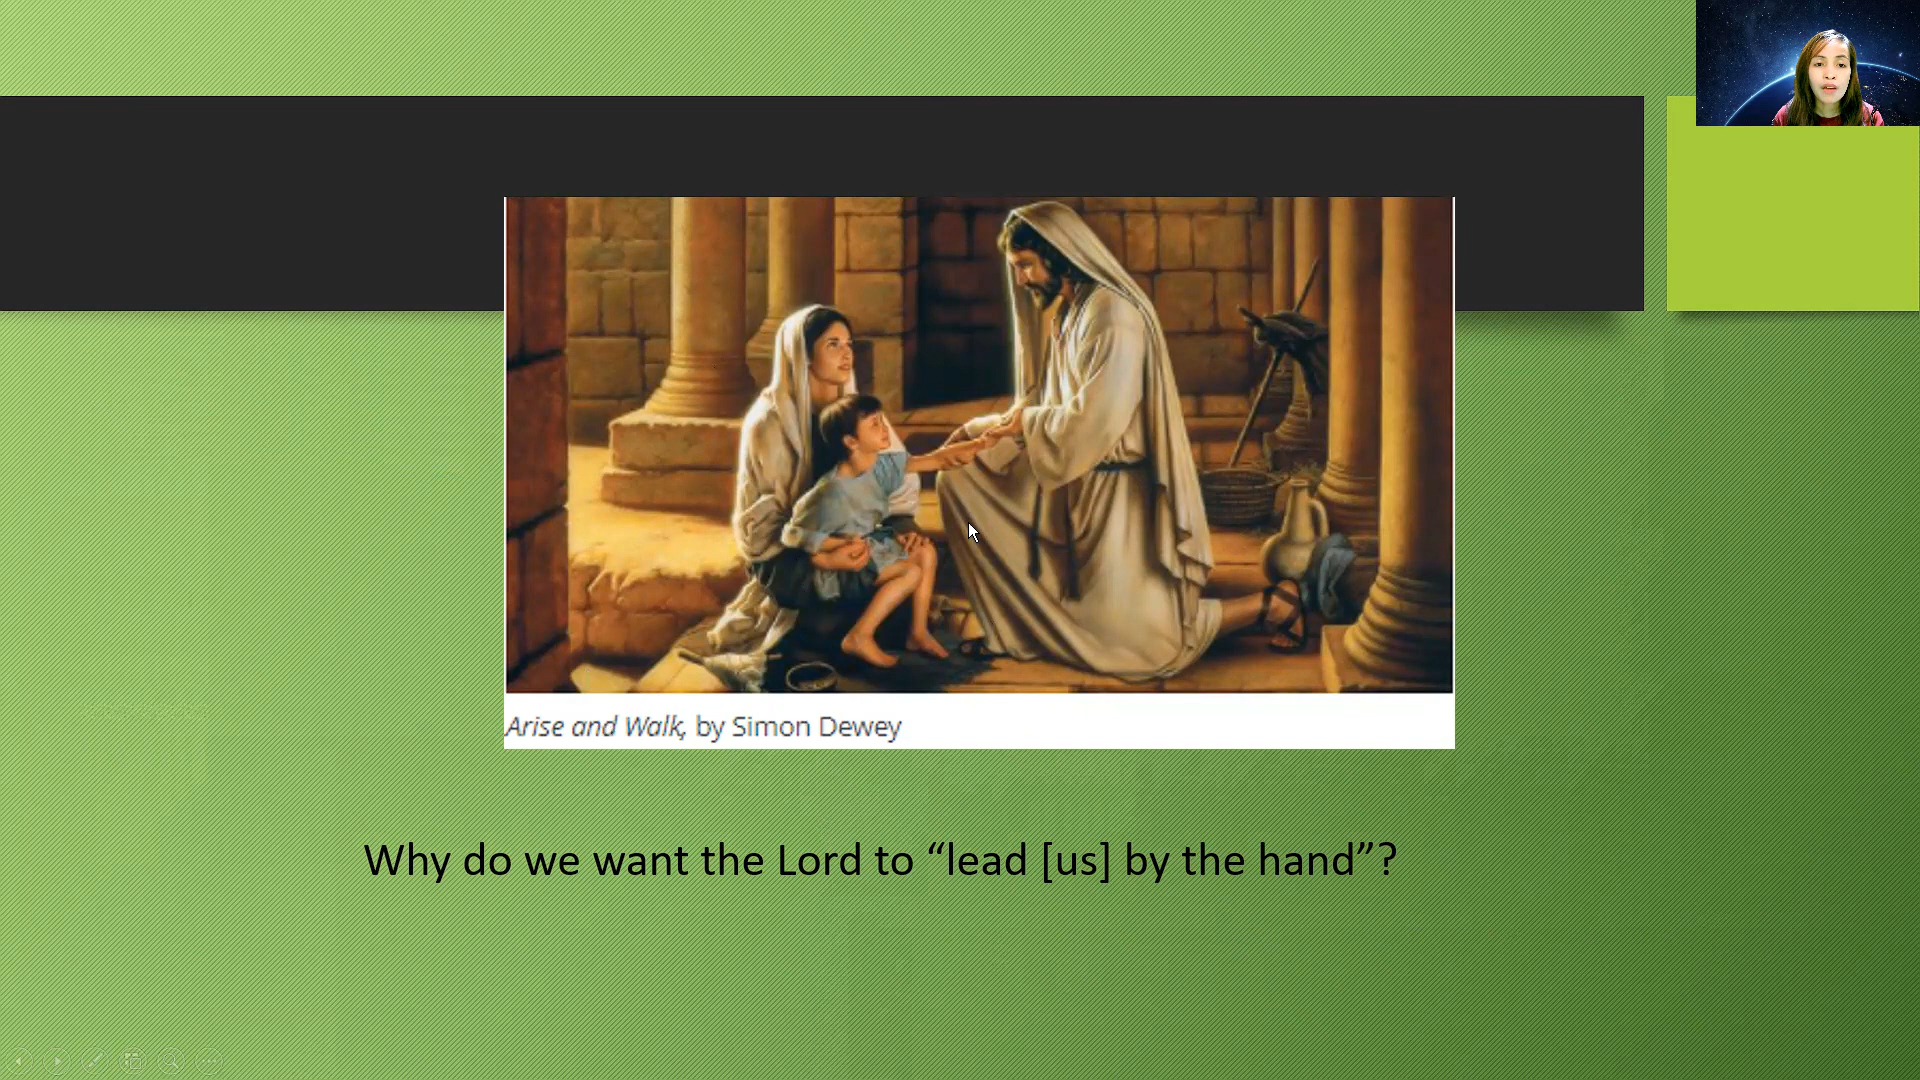 Arise and Walk, by Simon Dewey
Why do we want the Lord to “lead [us] by the hand”?